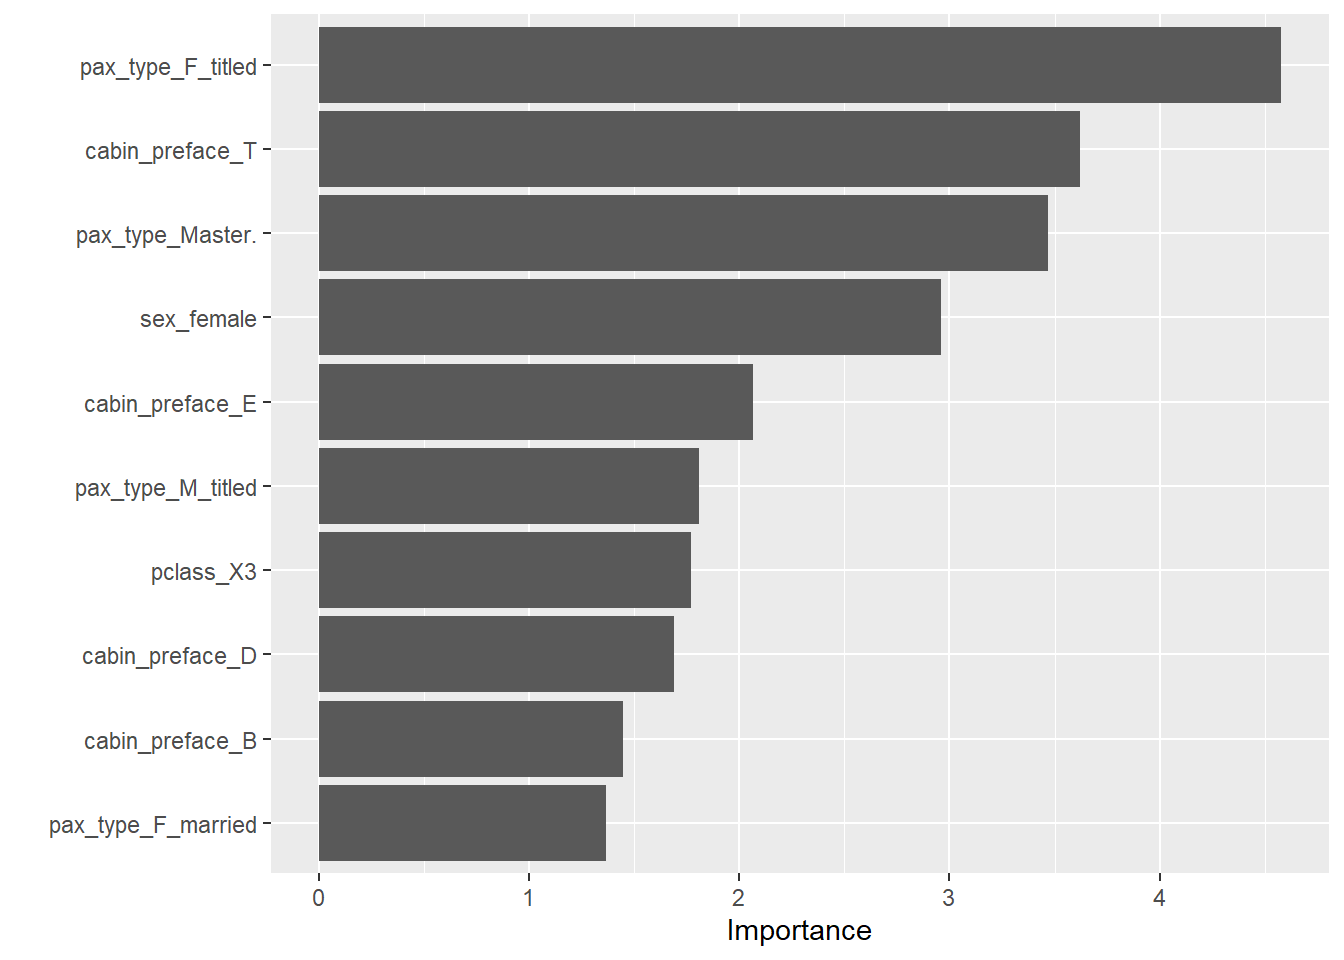 pax_type_F_titled
cabin_preface_T
pax_type_Master.
sex_female
cabin_preface_E
pax_type_M_titled
pclass_X3
cabin_preface_D
cabin_preface_B
pax_type_F_married
0 1 2 3 4
Importance